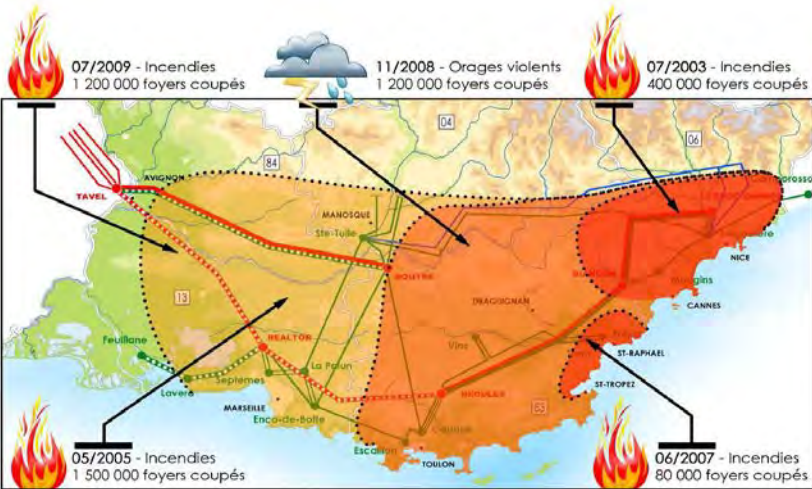 07/2009 - Incendies
1 200 000 foyers coupés
11/2008 - Orages violents
1 200 000 foyers coupés
07/2003 - Incendies
400 000 foyers coupés
04
06
84
AVIGNON
TAVEL
MANOSQUE
Ste-Tulle
BOUTRE
NICE
Mougins
CANNES
13
DRAGUIGNAN
REALTOR
Feuillane
Vins
ST-RAPHAEL
La Palun
Septèmes
ST-TROPEZ
Lavera
MARSEILLE
Enco-de-Botte
NEOULES
83
Escaillon
TOULON
05/2005 - Incendies
1 500 000 foyers coupés
06/2007 - Incendies
80 000 foyers coupés